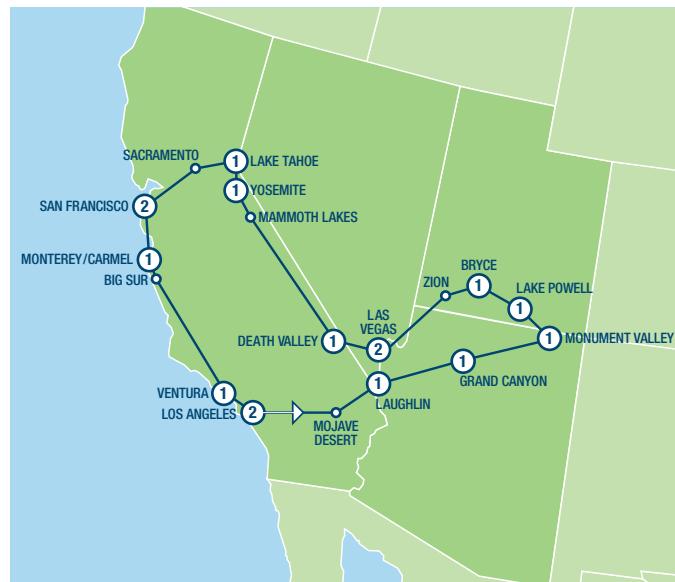 SACRAMENTO
1
LAKE TAHOE
1
YOSEMITE
SAN FRANCISCO
2
MAMMOTH LAKES
MONTEREY/CARMEL
1
BIG SUR
BRYCE
1
ZION
LAKE POWELL
1
LAS
VEGAS
2
DEATH VALLEY
1
1
MONUMENT VALLEY
1
GRAND CANYON
VENTURA
1
1
LAUGHLIN
LOS ANGELES
2
MOJAVE
DESERT